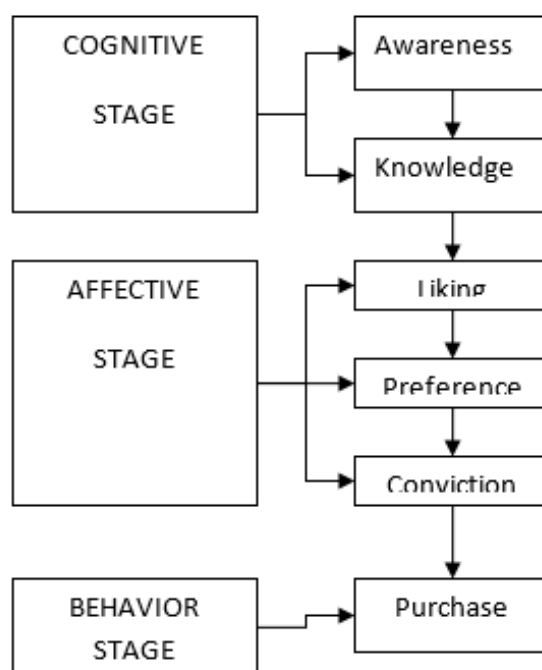 COGNITIVE
STAGE
Awareness
Knowledge
AFFECTIVE
STAGE
Liking
Preference
Conviction
BEHAVIOR
STAGE
Purchase